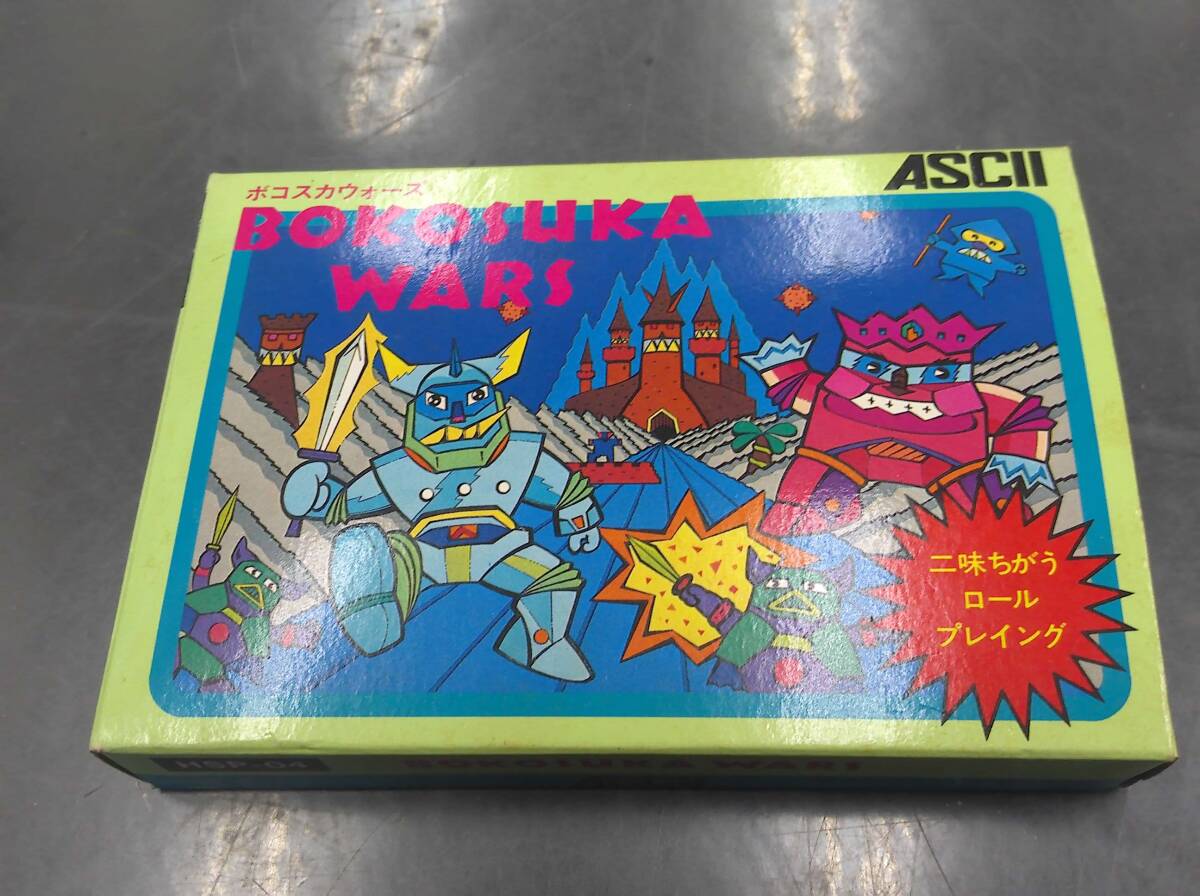 ASCII
ボコスカウォーズ
BOKOSUKA
WARS
二味ちがう
ロール
プレイング
HSP-04
BOKOSUKA WARS